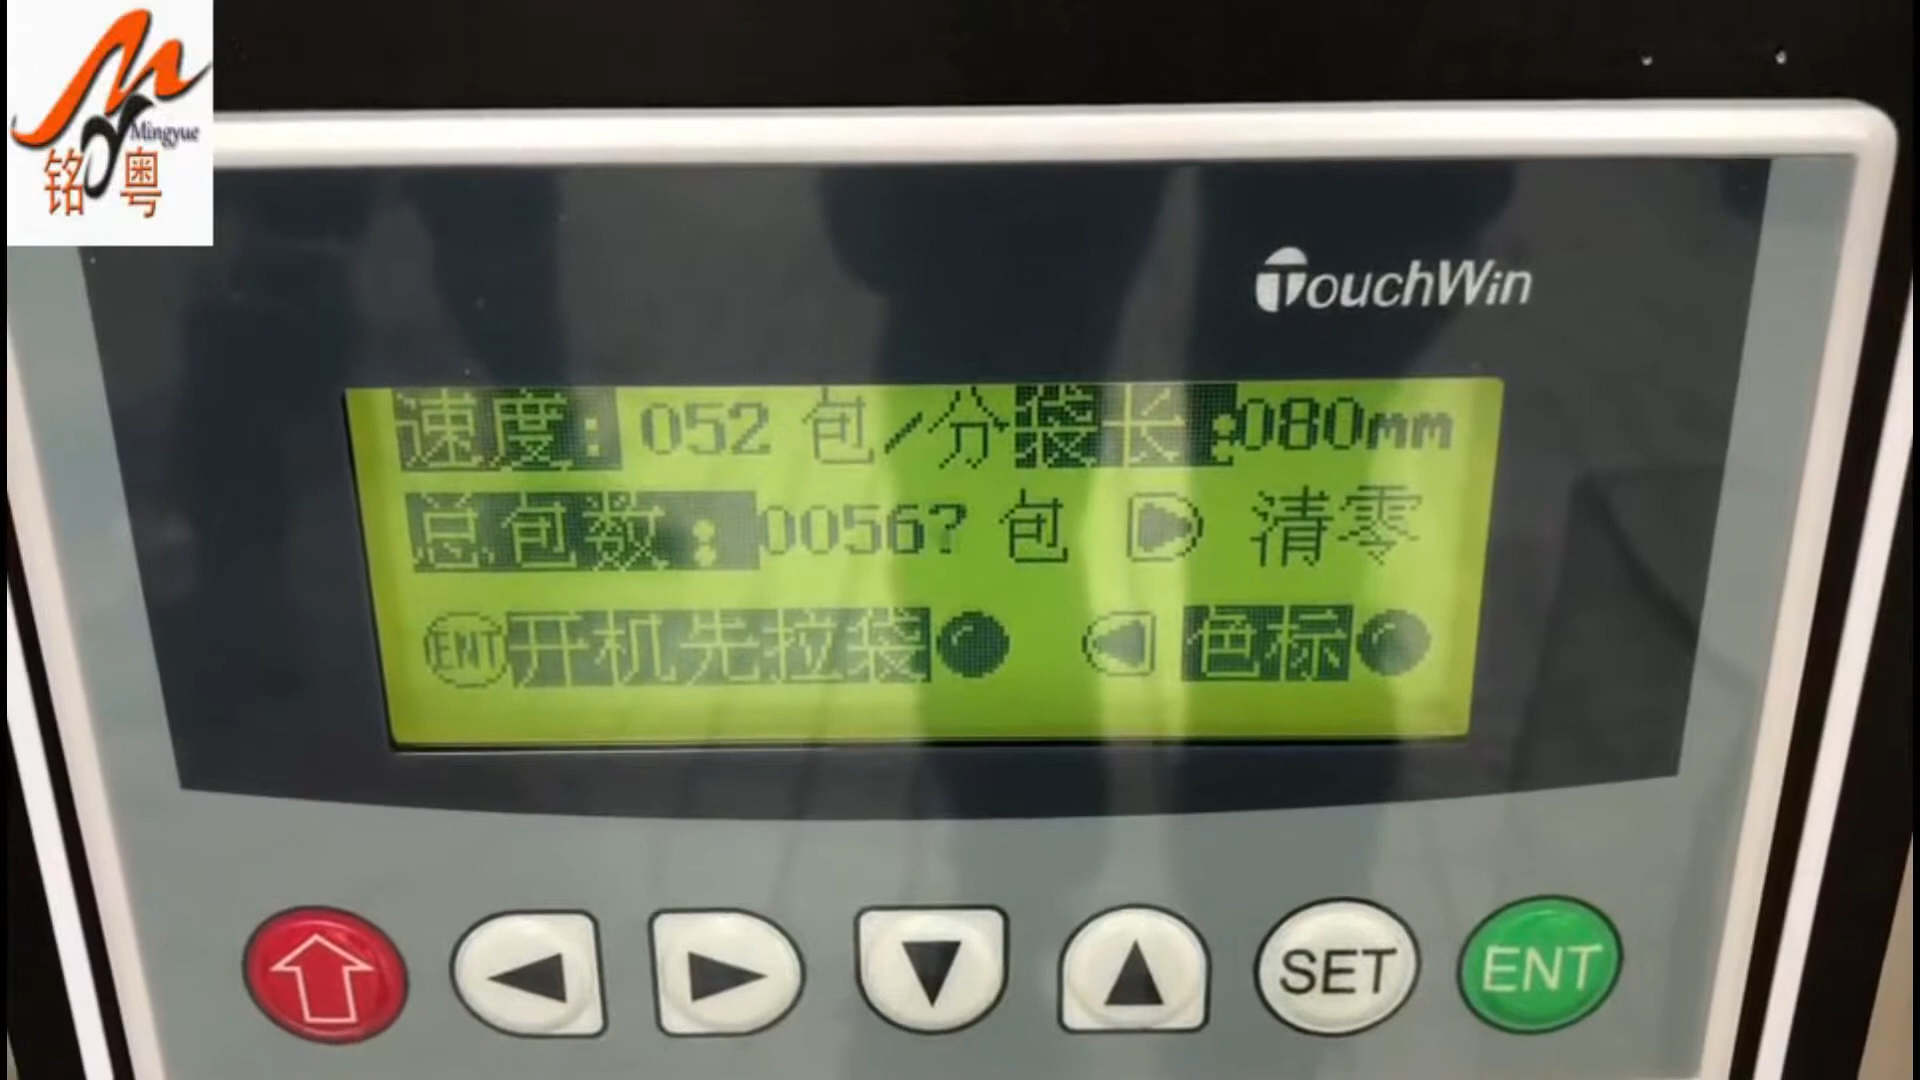 Mingyue
铭粤
TouchWin
速度: 052 包/分 袋长:080mm
总包数: 0056? 包 清零
ENT 开机先拉袋 色标
SET ENT